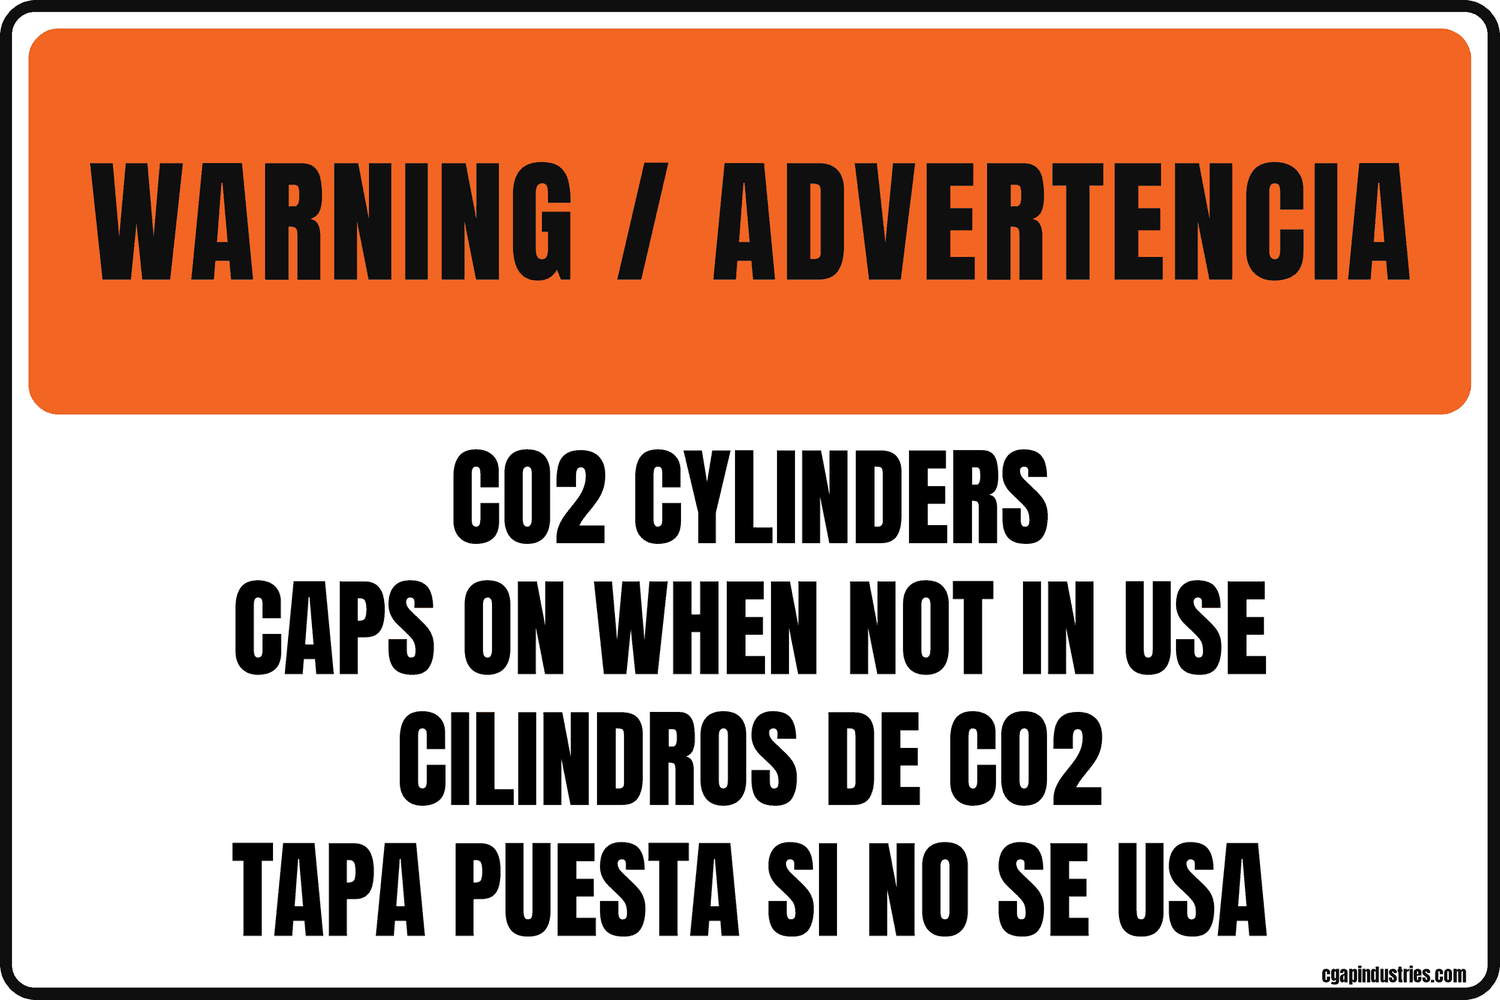 WARNING / ADVERTENCIA
CO2 CYLINDERS
CAPS ON WHEN NOT IN USE
CILINDROS DE CO2
TAPA PUESTA SI NO SE USA
cgapindustries.com